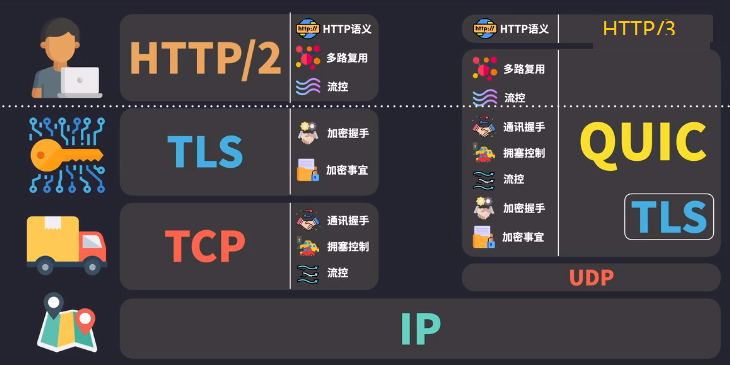 HTTP/2
HTTP语义
多路复用
流控
TLS
加密握手
加密事宜
TCP
通讯握手
拥塞控制
流控
HTTP语义
HTTP/3
多路复用
流控
通讯握手
拥塞控制
流控
加密握手
加密事宜
QUIC
TLS
UDP
IP
http://
http://